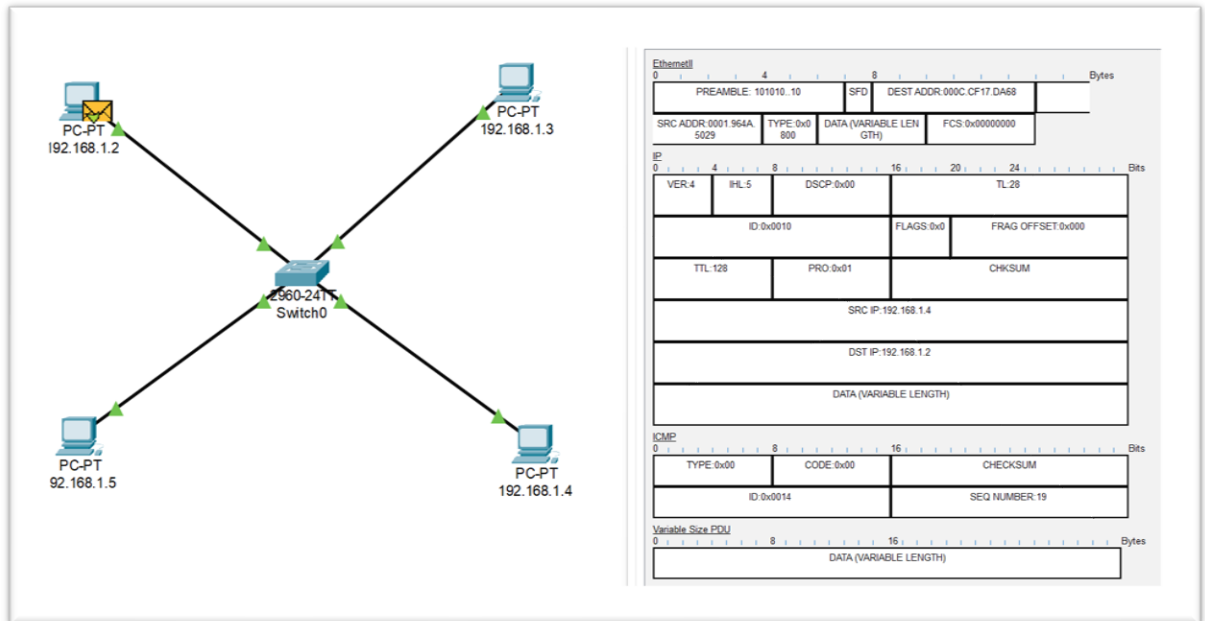 PC-PT
192.168.1.2
PC-PT
192.168.1.3
2960-24TT
Switch0
PC-PT
92.168.1.5
PC-PT
192.168.1.4
EthernetII
0 4 8 Bytes
PREAMBLE: 101010..10 SFD DEST ADDR:000C.CF17.DA68
SRC ADDR:0001.964A. TYPE:0x0 DATA (VARIABLE LEN FCS:0x00000000
5029 800 GTH)
IP
0 4 8 16 20 24 Bits
VER:4 IHL:5 DSCP:0x00 TL:28
ID:0x0010 FLAGS:0x0 FRAG OFFSET:0x000
TTL:128 PRO:0x01 CHKSUM
SRC IP:192.168.1.4
DST IP:192.168.1.2
DATA (VARIABLE LENGTH)
ICMP
0 8 16 Bits
TYPE:0x00 CODE:0x00 CHECKSUM
ID:0x0014 SEQ NUMBER:19
Variable Size PDU
0 8 16 Bytes
DATA (VARIABLE LENGTH)